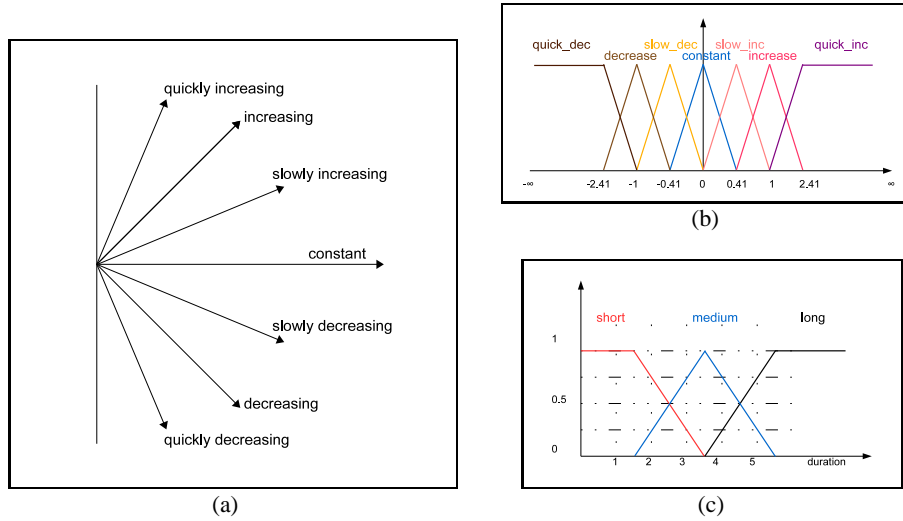 quickly increasing
increasing
slowly increasing
constant
slowly decreasing
decreasing
quickly decreasing
(a)
slow_dec slow_inc
quick_dec quick_inc
decrease constant increase
-∞ -2.41 -1 -0.41 0 0.41 1 2.41 ∞
(b)
short medium long
1
0.5
0
1 2 3 4 5 duration
(c)